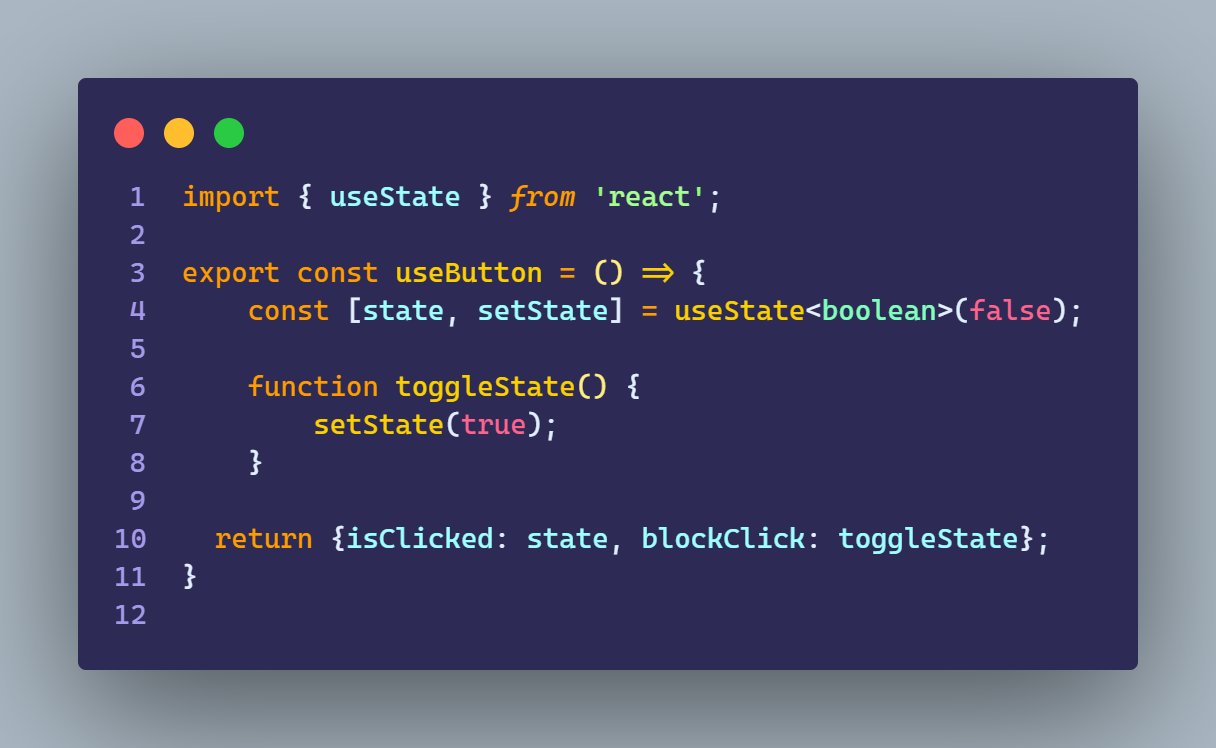 1 import { useState } from 'react';
2
3 export const useButton = () => {
4     const [state, setState] = useState<boolean>(false);
5
6     function toggleState() {
7         setState(true);
8     }
9
10   return {isClicked: state, blockClick: toggleState};
11 }
12